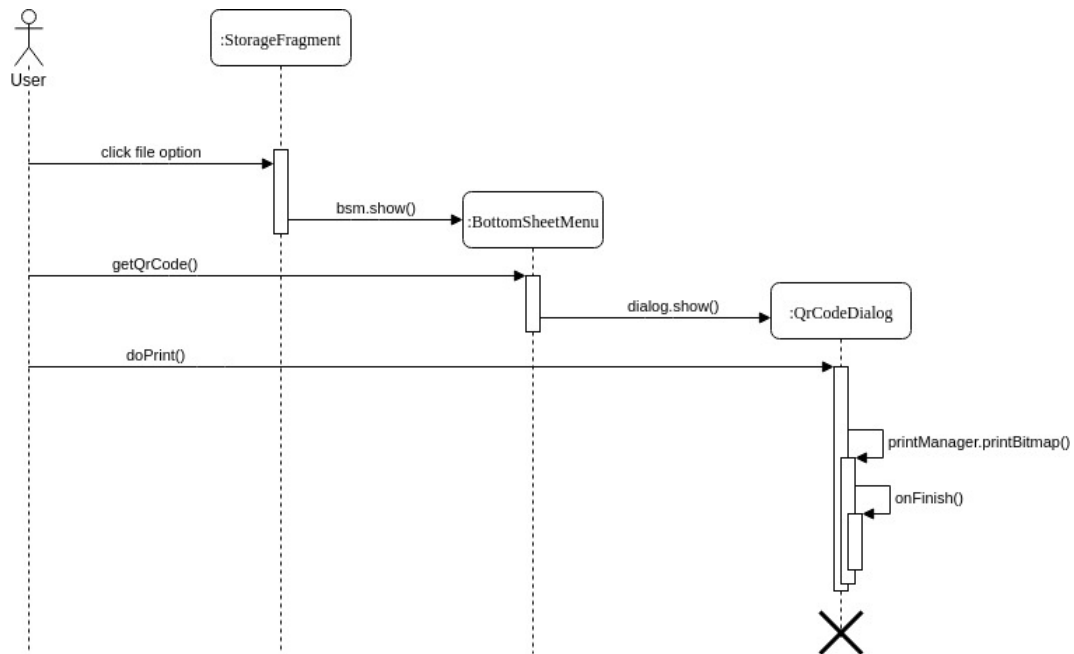 :StorageFragment
User
click file option
bsm.show()
:BottomSheetMenu
getQrCode()
dialog.show()
:QrCodeDialog
doPrint()
printManager.printBitmap()
onFinish()